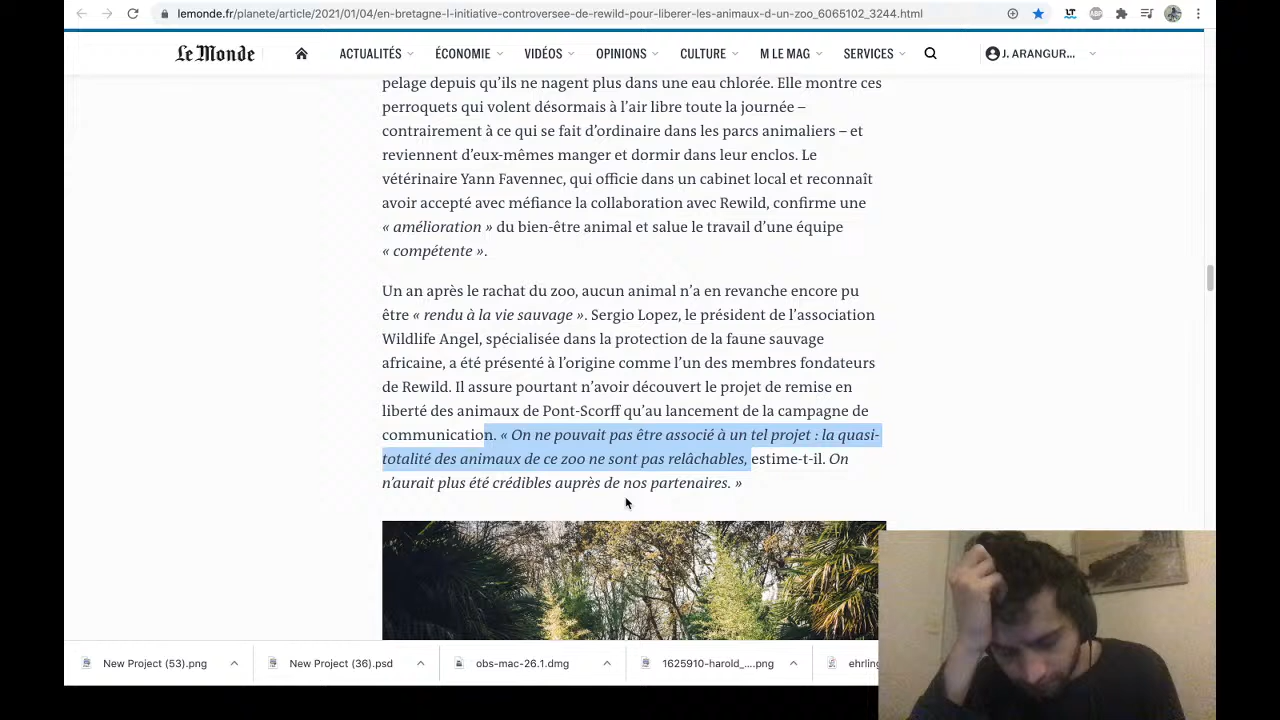 lemonde.fr/planete/article/2021/01/04/en-bretagne-l-initiative-controversee-de-rewild-pour-liberer-les-animaux-d-un-zoo_6065102_3244.html
LT
Le Monde
ACTUALITÉS
ÉCONOMIE
VIDÉOS
OPINIONS
CULTURE
M LE MAG
SERVICES
J. ARANGUR...
pelage depuis qu’ils ne nagent plus dans une eau chlorée. Elle montre ces
perroquets qui volent désormais à l’air libre toute la journée –
contrairement à ce qui se fait d’ordinaire dans les parcs animaliers – et
reviennent d’eux-mêmes manger et dormir dans leur enclos. Le
vétérinaire Yann Favennec, qui officie dans un cabinet local et reconnaît
avoir accepté avec méfiance la collaboration avec Rewild, confirme une
« amélioration » du bien-être animal et salue le travail d’une équipe
« compétente ».
Un an après le rachat du zoo, aucun animal n’a en revanche encore pu
être « rendu à la vie sauvage ». Sergio Lopez, le président de l’association
Wildlife Angel, spécialisée dans la protection de la faune sauvage
africaine, a été présenté à l’origine comme l’un des membres fondateurs
de Rewild. Il assure pourtant n’avoir découvert le projet de remise en
liberté des animaux de Pont-Scorff qu’au lancement de la campagne de
communication. « On ne pouvait pas être associé à un tel projet : la quasi-
totalité des animaux de ce zoo ne sont pas relâchables, estime-t-il. On
n’aurait plus été crédibles auprès de nos partenaires. »
New Project (53).png
New Project (36).psd
obs-mac-26.1.dmg
1625910-harold_....png
ehrling